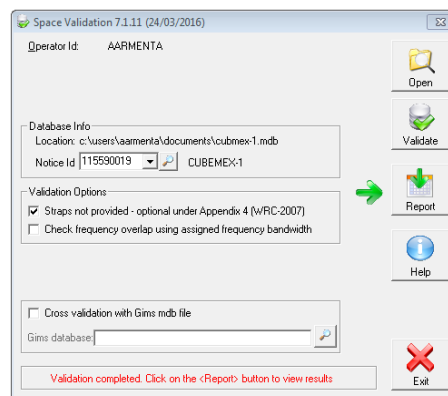 Space Validation 7.1.11 (24/03/2016)
Operator Id: AARMENTA
Open
Database Info
Location: c:\users\aarmenta\documents\cubmex-1.mdb
Notice Id 115590019 CUBEMEX-1
Validate
Validation Options
Straps not provided - optional under Appendix 4 (WRC-2007)
Check frequency overlap using assigned frequency bandwidth
Report
Help
Cross validation with Gims mdb file
Gims database:
Validation completed. Click on the <Report> button to view results
Exit